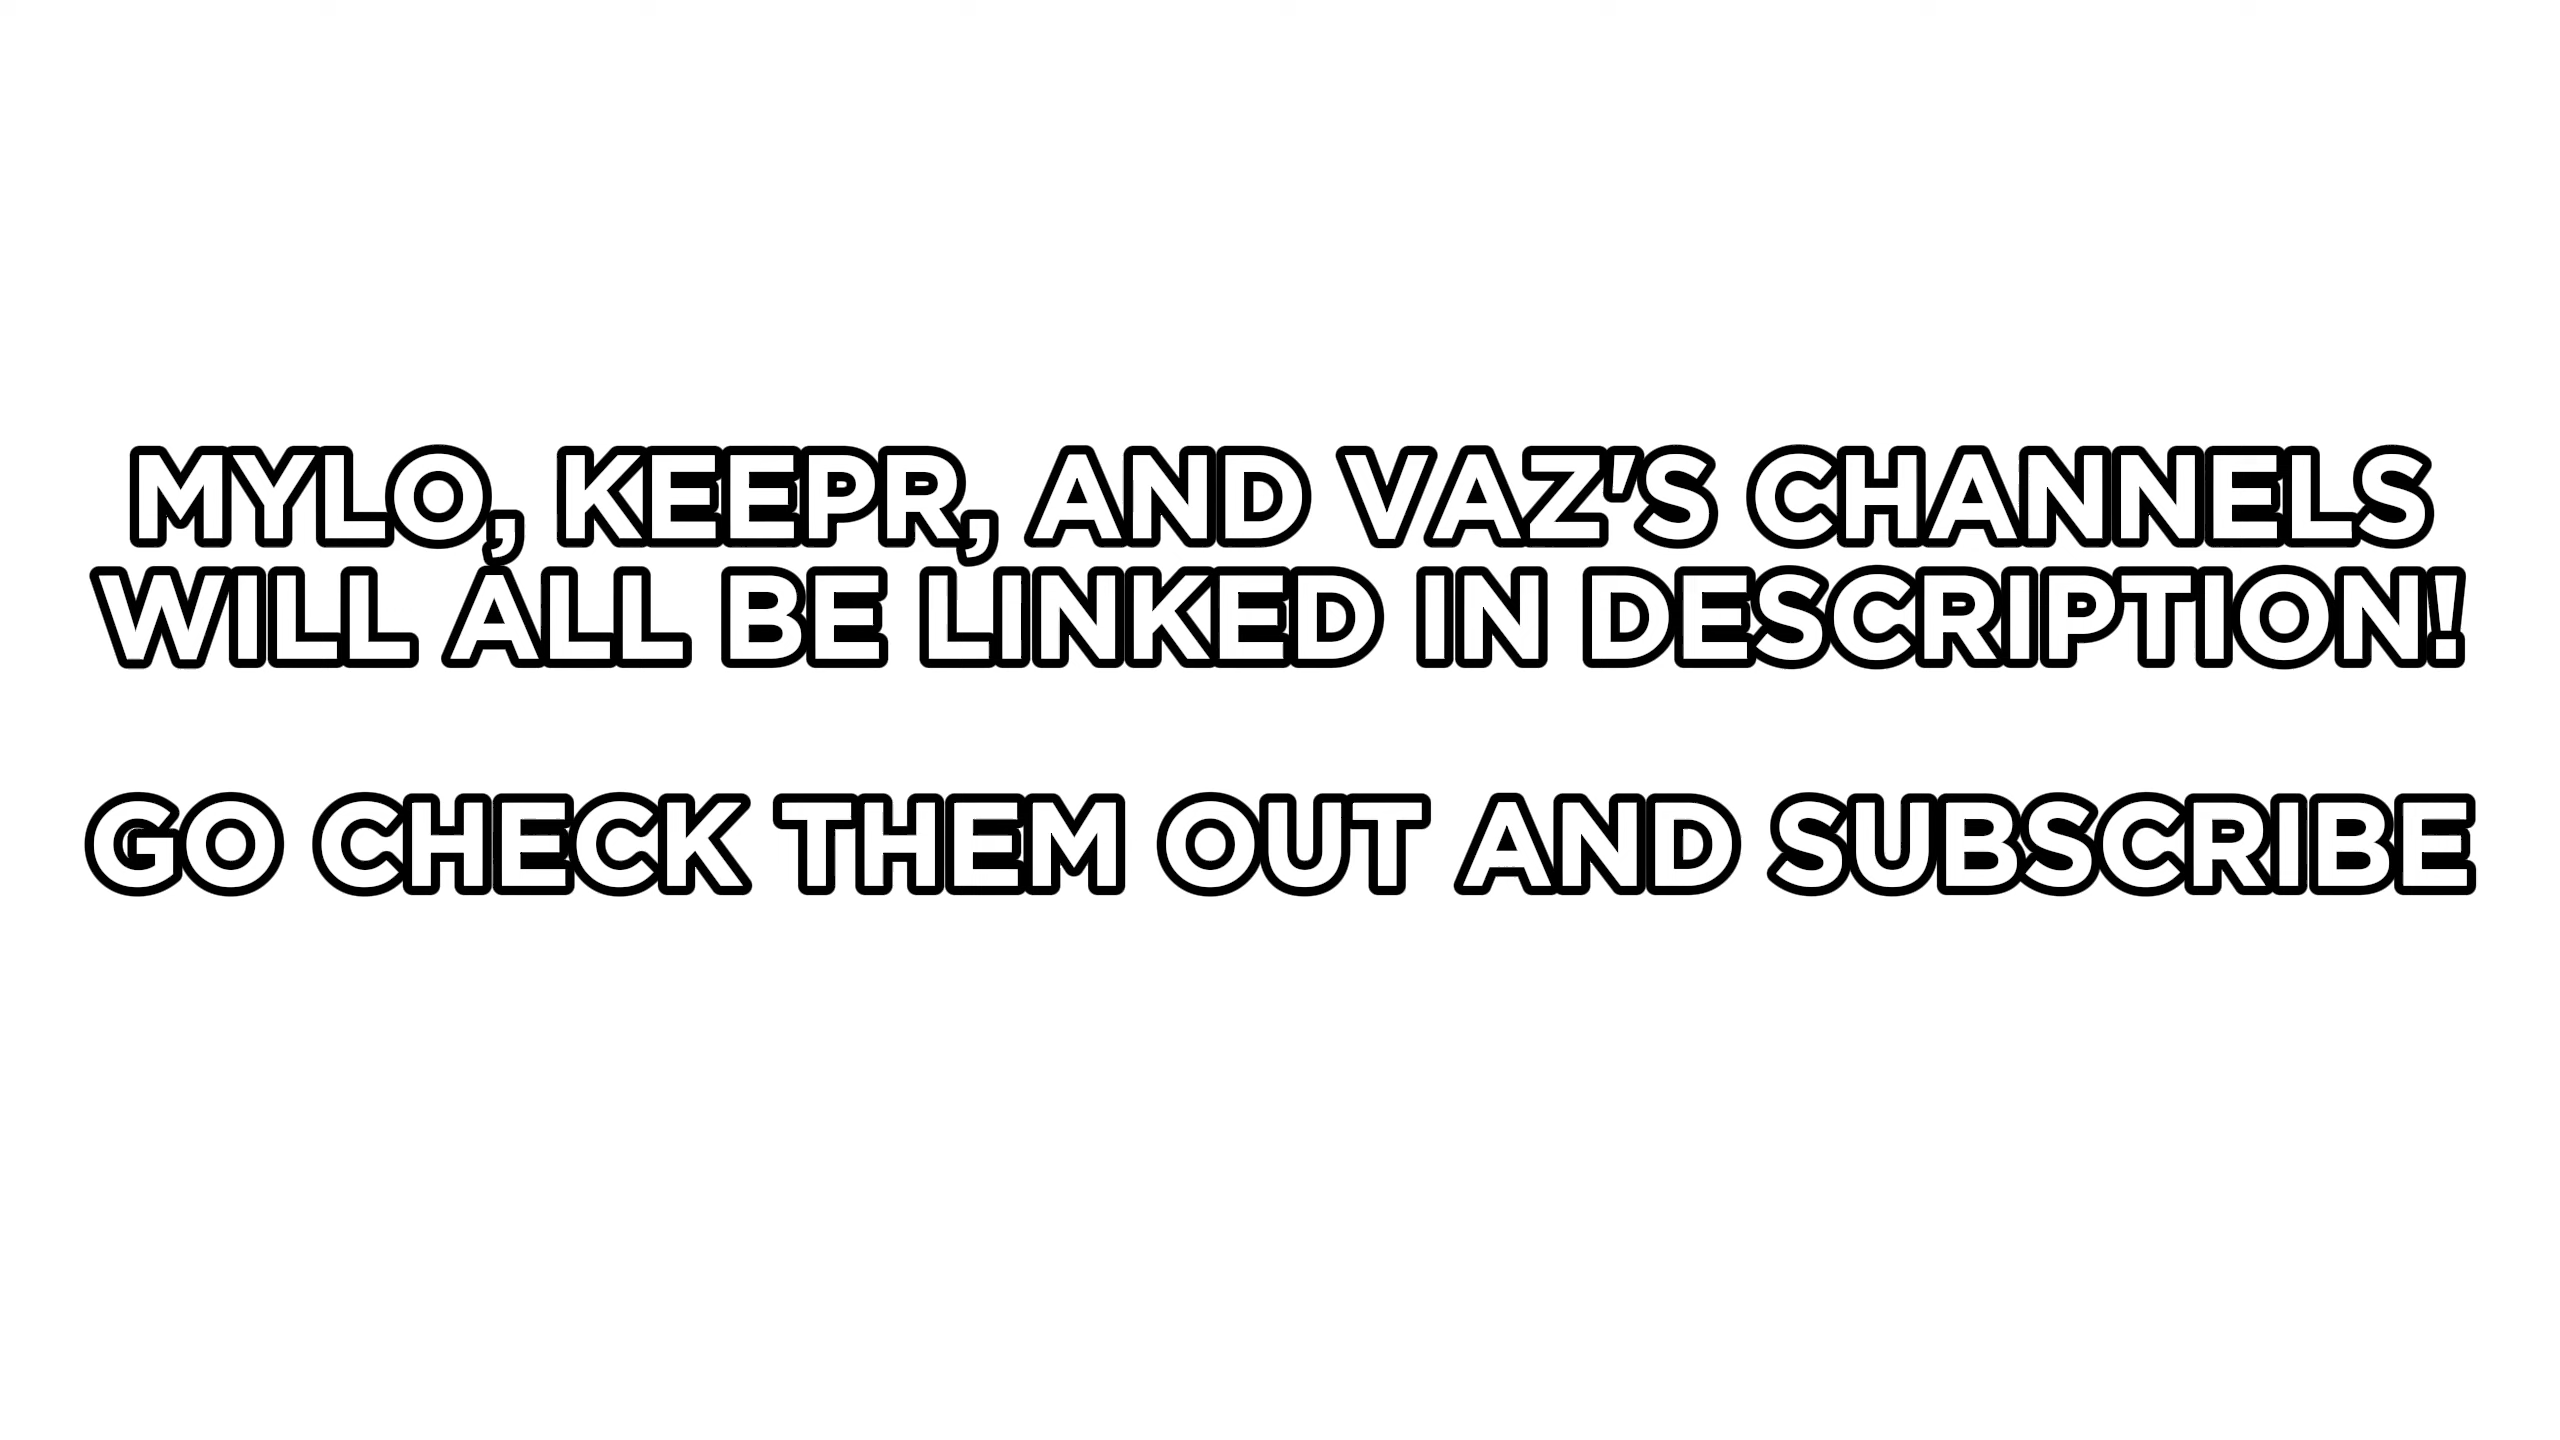 MYLO, KEEPR, AND VAZ'S CHANNELS
WILL ALL BE LINKED IN DESCRIPTION!
GO CHECK THEM OUT AND SUBSCRIBE